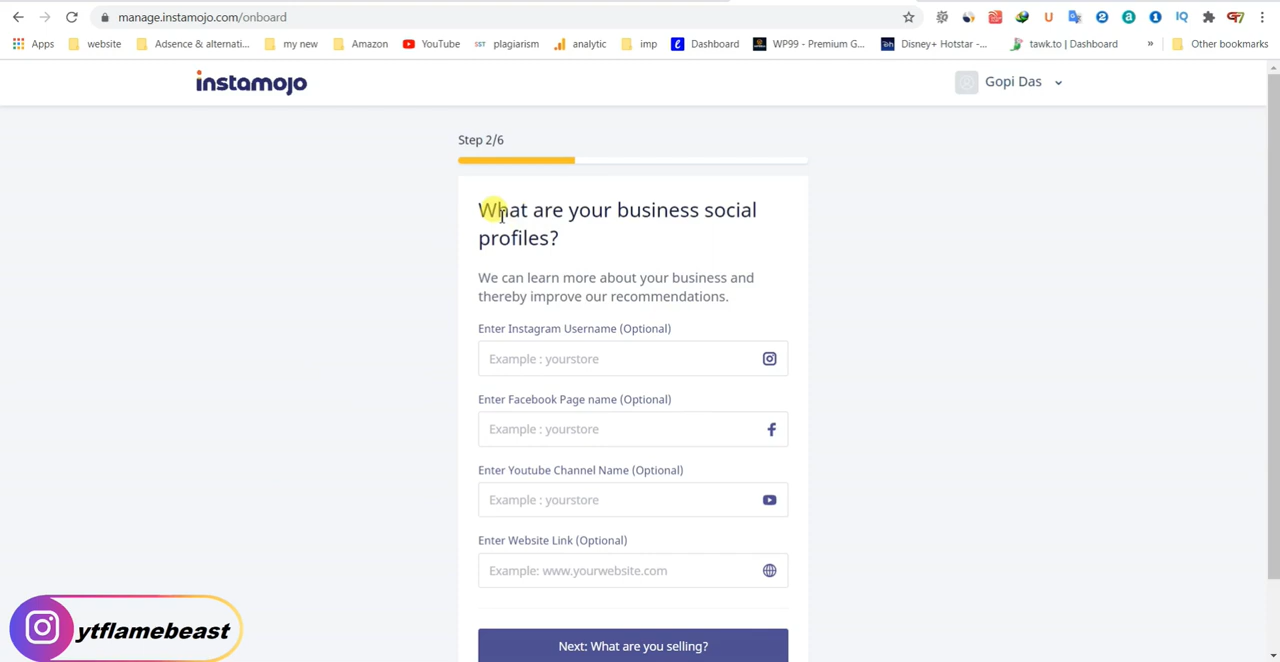 manage.instamojo.com/onboard
Apps website Adsence & alternati... my new Amazon YouTube SST plagiarism analytic imp Dashboard WP99 - Premium G... Disney+ Hotstar -... tawk.to | Dashboard » Other bookmarks
instamojo
Gopi Das
Step 2/6
What are your business social
profiles?
We can learn more about your business and
thereby improve our recommendations.
Enter Instagram Username (Optional)
Example : yourstore
Enter Facebook Page name (Optional)
Example : yourstore
Enter Youtube Channel Name (Optional)
Example : yourstore
Enter Website Link (Optional)
Example: www.yourwebsite.com
Next: What are you selling?
ytflamebeast